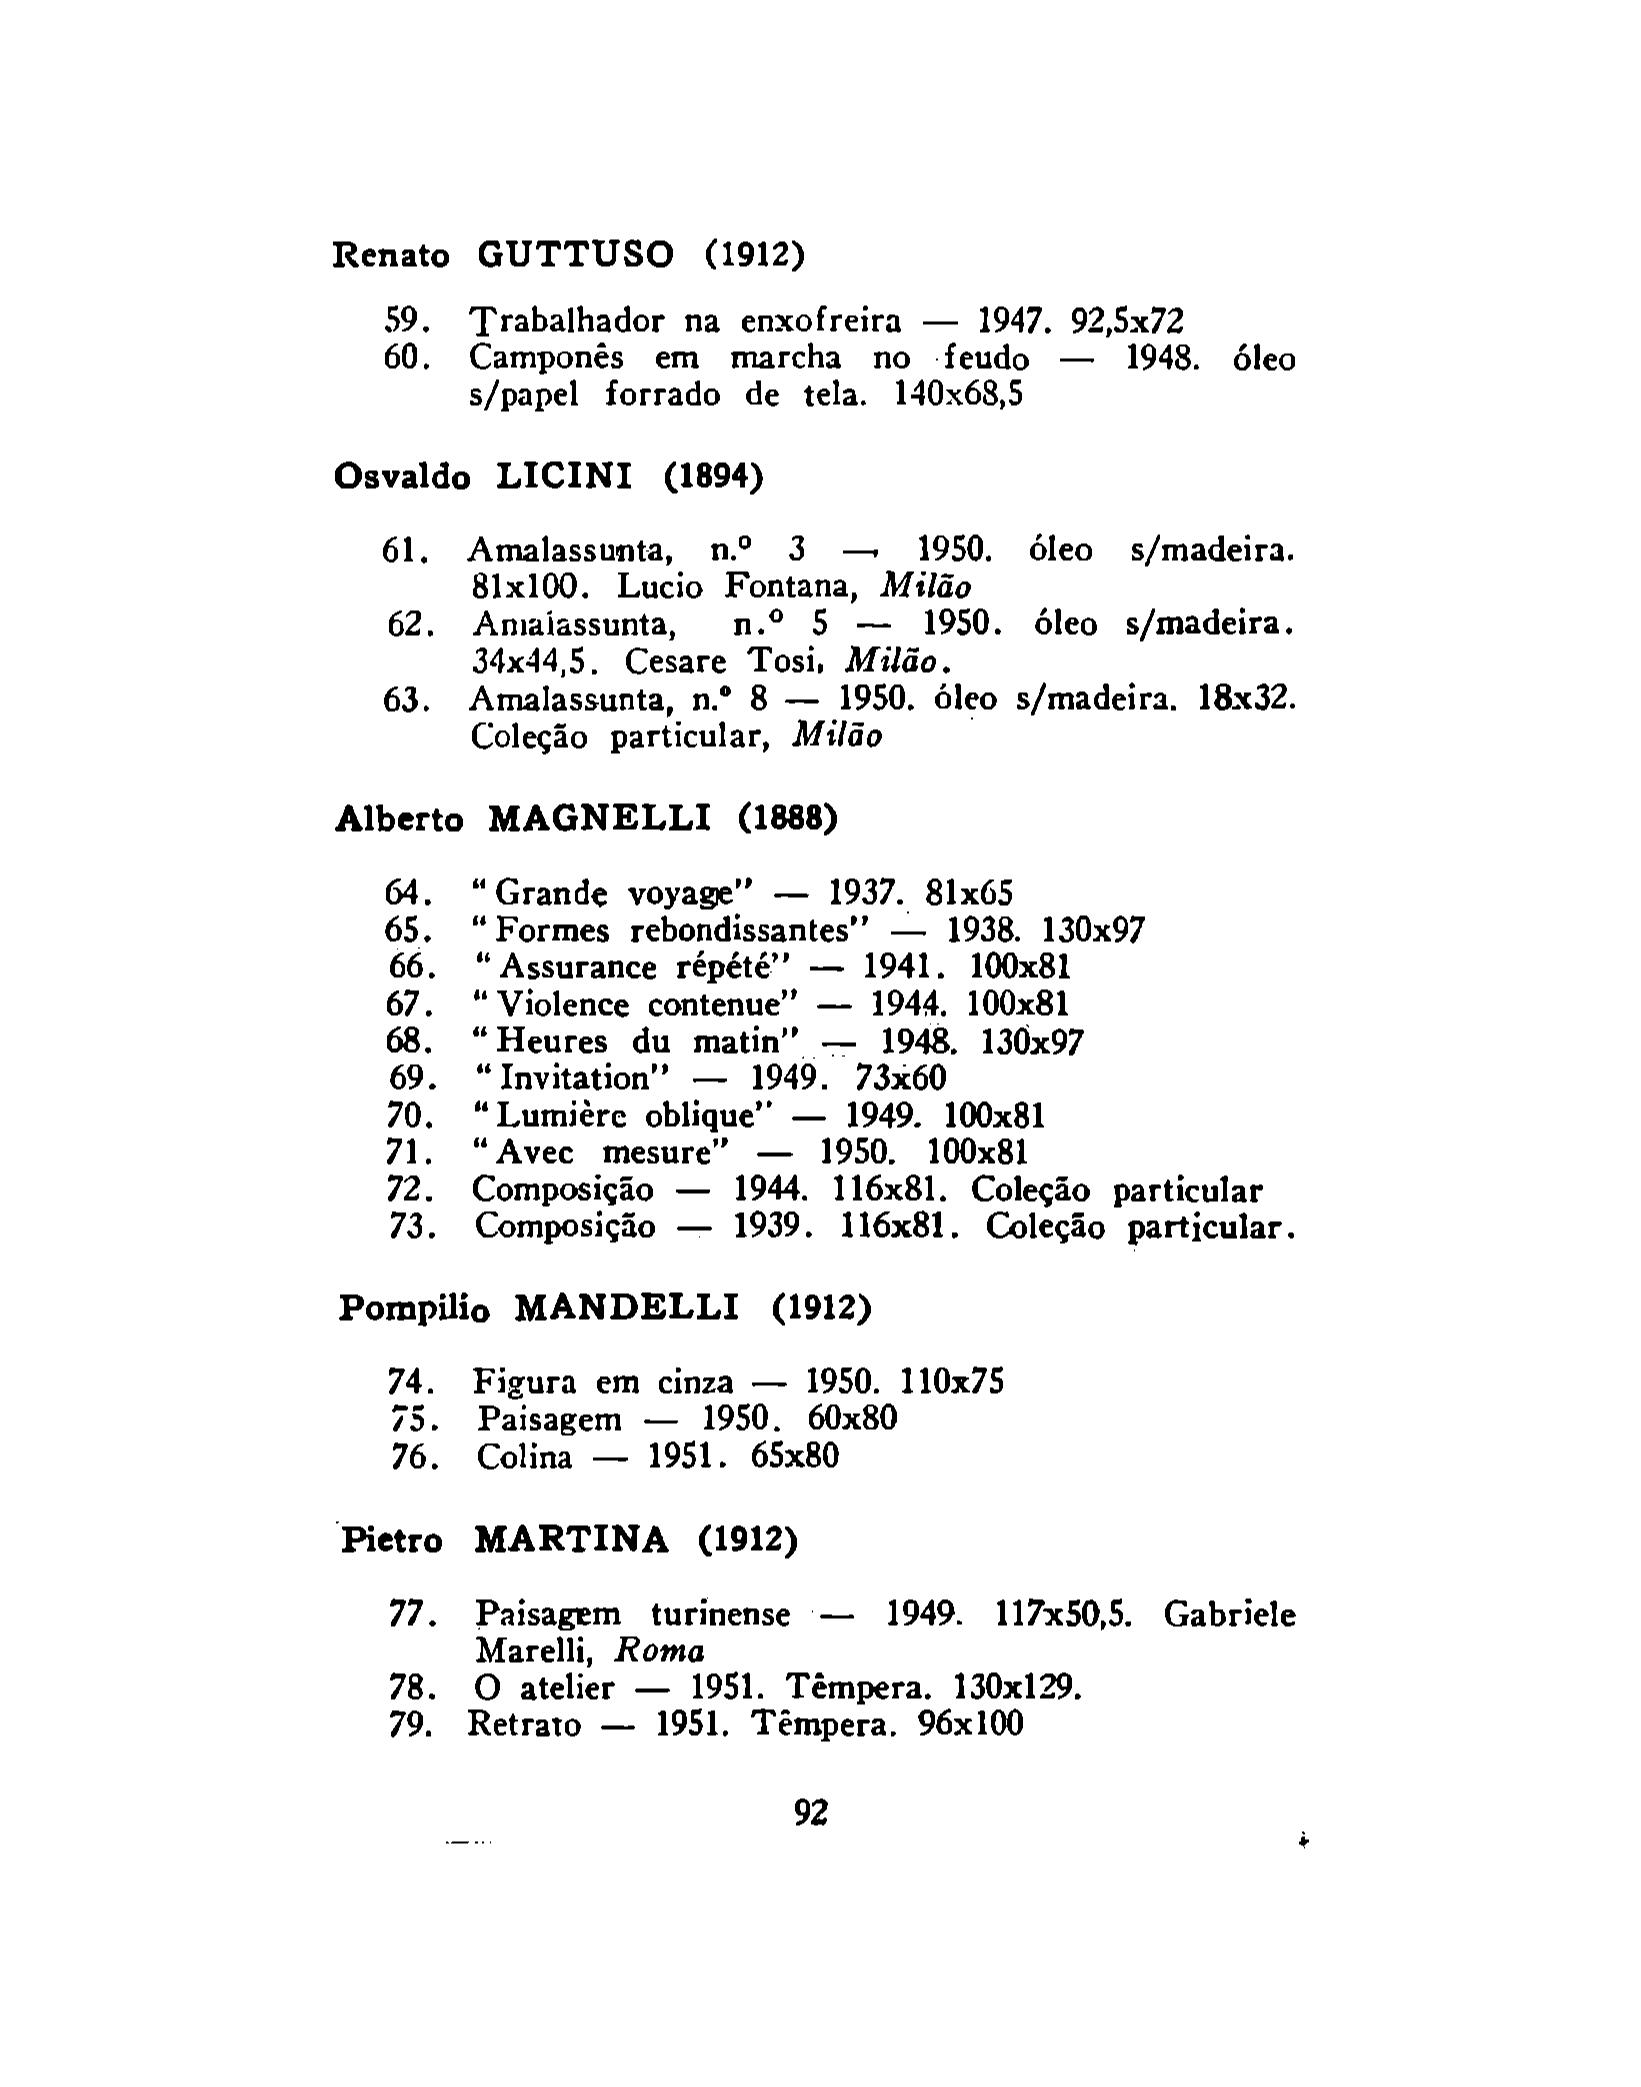 Renato GUTTUSO (1912)
59. Trabalhador na enxofreira — 1947. 92,5x72
60. Camponês em marcha no feudo — 1948. óleo
s/papel forrado de tela. 140x68,5
Osvaldo LICINI (1894)
61. Amalassunta, n.º 3 — 1950. óleo s/madeira.
81x100. Lucio Fontana, Milão
62. Amalassunta, n.º 5 — 1950. óleo s/madeira.
34x44,5. Cesare Tosi, Milão.
63. Amalassunta, n.º 8 — 1950. óleo s/madeira. 18x32.
Coleção particular, Milão
Alberto MAGNELLI (1888)
64. “Grande voyage” — 1937. 81x65
65. “Formes rebondissantes” — 1938. 130x97
66. “Assurance répété” — 1941. 100x81
67. “Violence contenue” — 1944. 100x81
68. “Heures du matin” — 1948. 130x97
69. “Invitation” — 1949. 73x60
70. “Lumière oblique” — 1949. 100x81
71. “Avec mesure” — 1950. 100x81
72. Composição — 1944. 116x81. Coleção particular
73. Composição — 1939. 116x81. Coleção particular.
Pompilio MANDELLI (1912)
74. Figura em cinza — 1950. 110x75
75. Paisagem — 1950. 60x80
76. Colina — 1951. 65x80
Pietro MARTINA (1912)
77. Paisagem turinense — 1949. 117x50,5. Gabriele
Marelli, Roma
78. O atelier — 1951. Têmpera. 130x129.
79. Retrato — 1951. Têmpera. 96x100
92